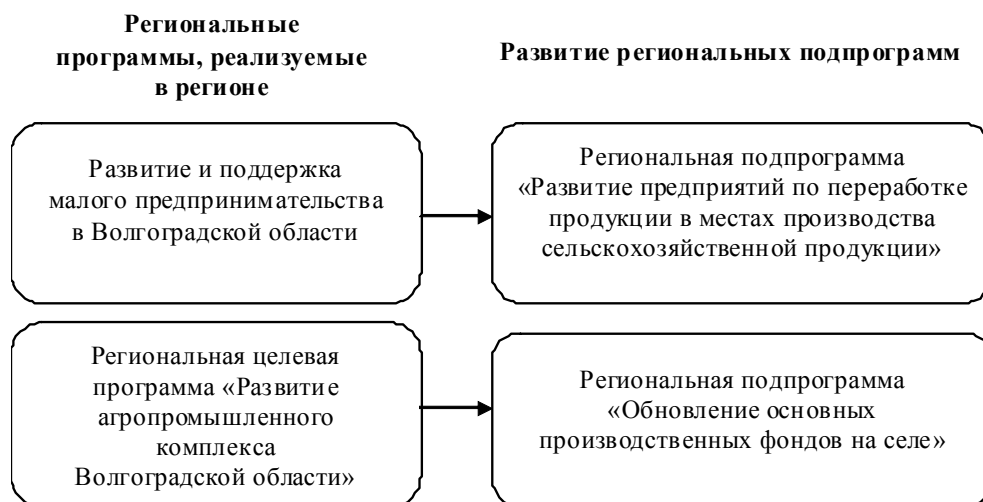 Региональные
программы, реализуемые
в регионе
Развитие региональных подпрограмм
Развитие и поддержка
малого предпринимательства
в Волгоградской области
Региональная подпрограмма
«Развитие предприятий по переработке
продукции в местах производства
сельскохозяйственной продукции»
Региональная целевая
программа «Развитие
агропромышленного
комплекса
Волгоградской области»
Региональная подпрограмма
«Обновление основных
производственных фондов на селе»